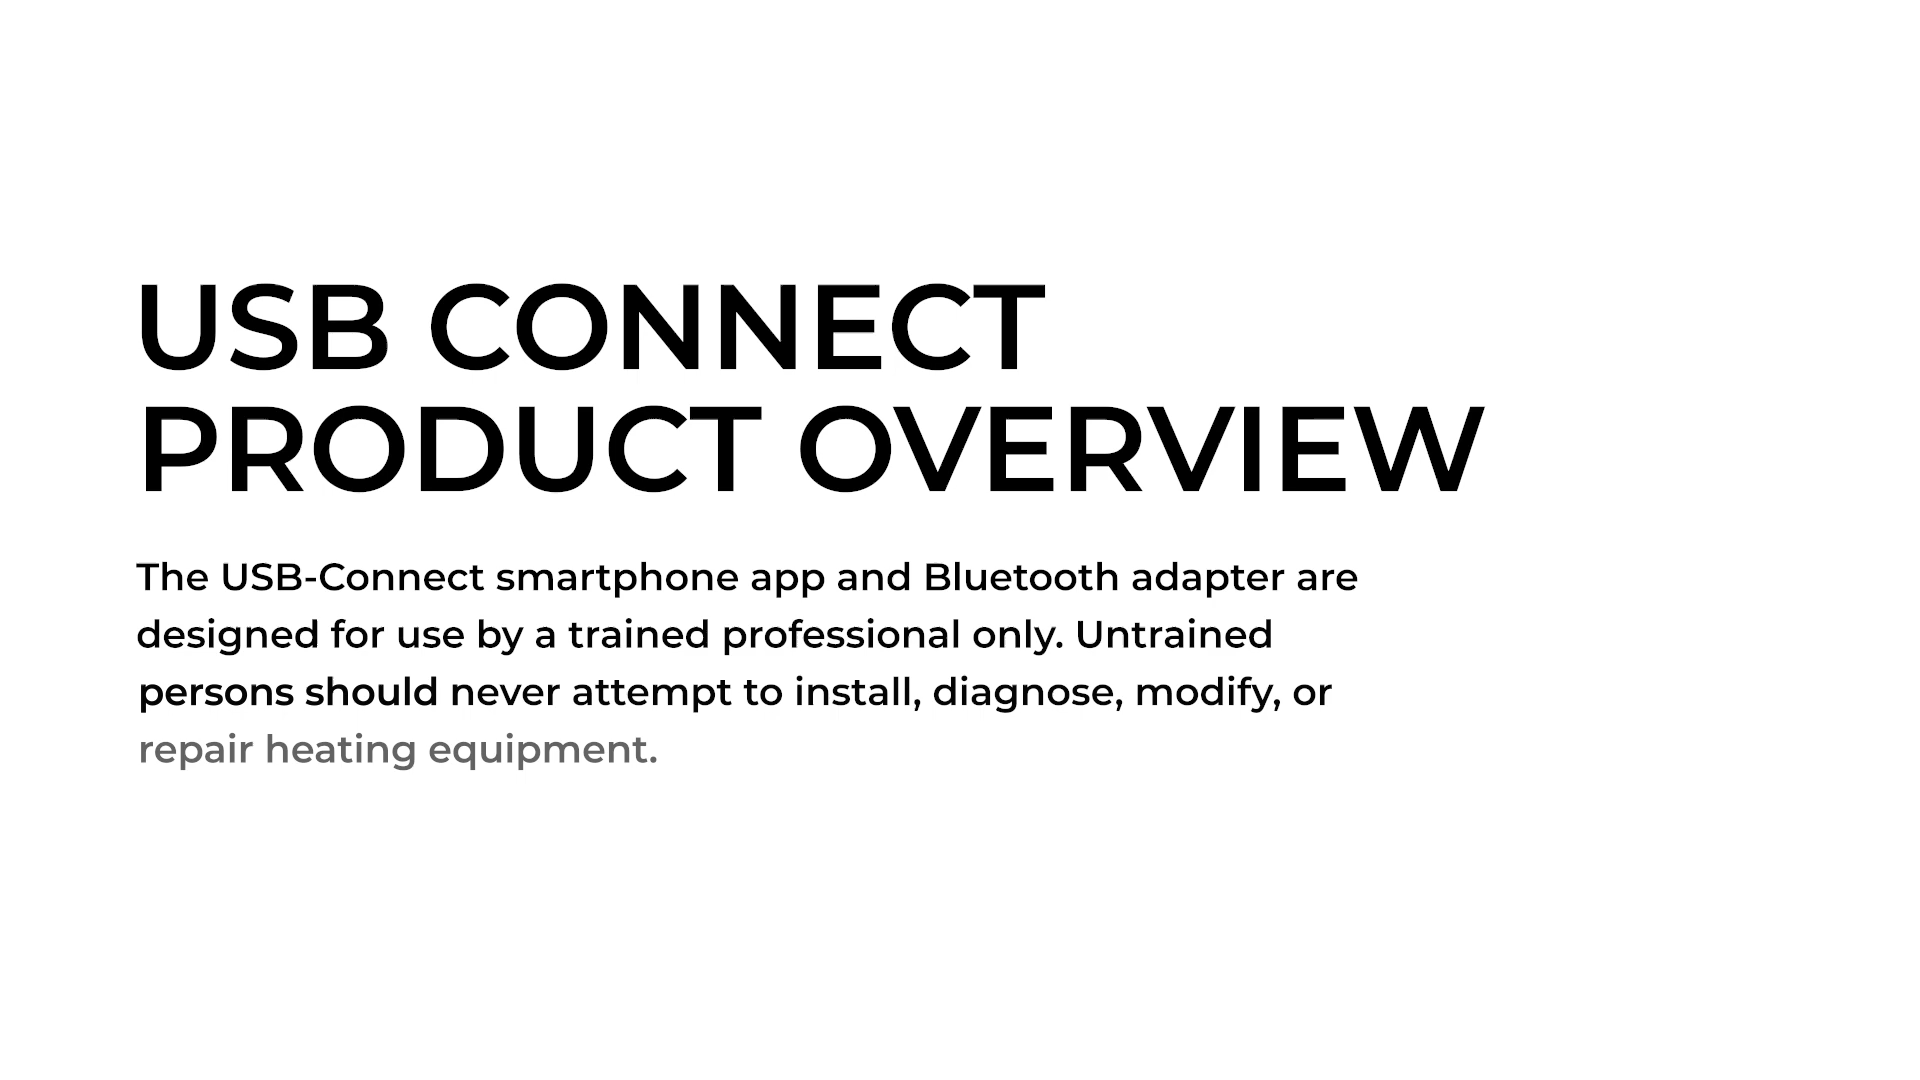 USB CONNECT
PRODUCT OVERVIEW
The USB-Connect smartphone app and Bluetooth adapter are
designed for use by a trained professional only. Untrained
persons should never attempt to install, diagnose, modify, or
repair heating equipment.